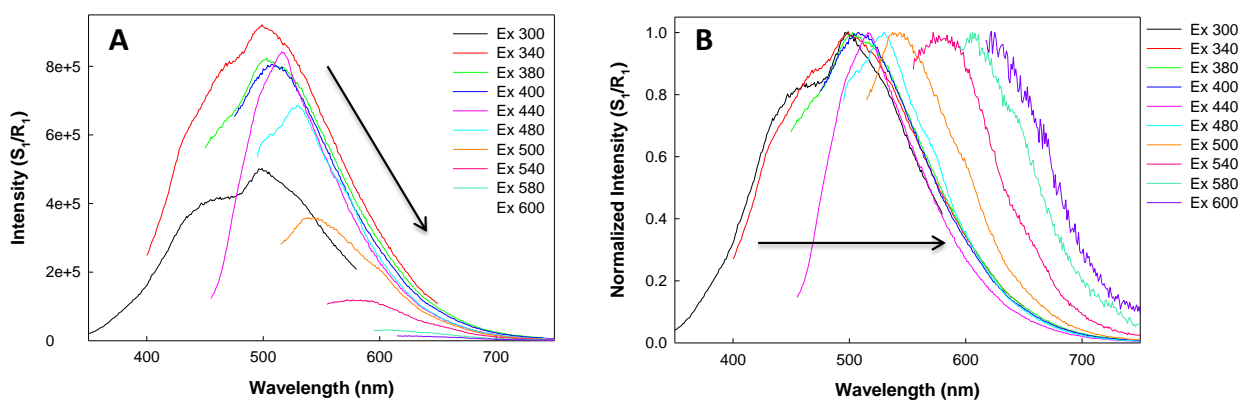 A
Intensity (S1/R1)
8e+5
6e+5
4e+5
2e+5
0
400 500 600 700
Wavelength (nm)
Ex 300
Ex 340
Ex 380
Ex 400
Ex 440
Ex 480
Ex 500
Ex 540
Ex 580
Ex 600
B
Normalized Intensity (S1/R1)
1.0
0.8
0.6
0.4
0.2
0.0
400 500 600 700
Wavelength (nm)
Ex 300
Ex 340
Ex 380
Ex 400
Ex 440
Ex 480
Ex 500
Ex 540
Ex 580
Ex 600